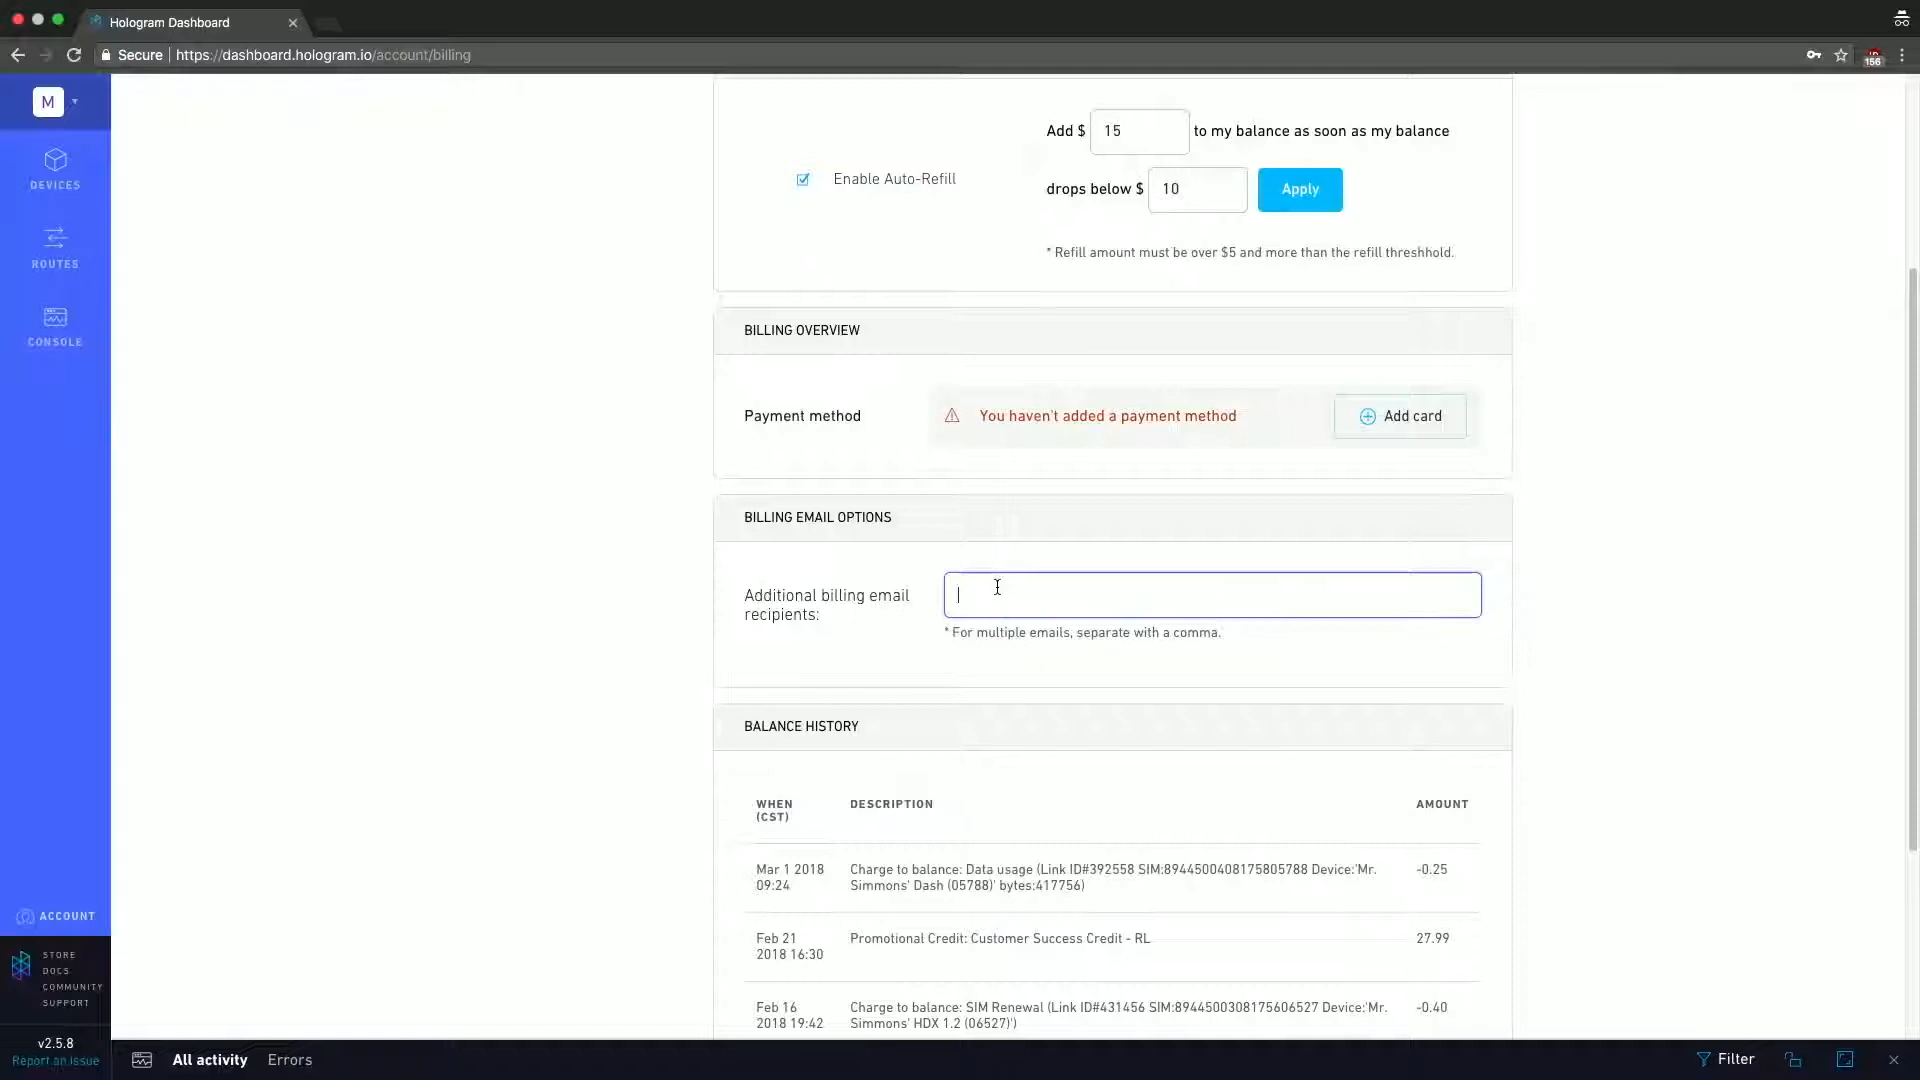 Hologram Dashboard
Secure | https://dashboard.hologram.io/account/billing
156
M
DEVICES
ROUTES
CONSOLE
ACCOUNT
STORE
DOCS
COMMUNITY
SUPPORT
v2.5.8
Report an issue
Add $ 15 to my balance as soon as my balance
Enable Auto-Refill
drops below $ 10 Apply
* Refill amount must be over $5 and more than the refill threshhold.
BILLING OVERVIEW
Payment method You haven't added a payment method Add card
BILLING EMAIL OPTIONS
Additional billing email
recipients:
* For multiple emails, separate with a comma.
BALANCE HISTORY
WHEN DESCRIPTION AMOUNT
(CST)
Mar 1 2018 Charge to balance: Data usage (Link ID#392558 SIM:8944500408175805788 Device:'Mr. -0.25
09:24 Simmons' Dash (05788)' bytes:417756)
Feb 21 Promotional Credit: Customer Success Credit - RL 27.99
2018 16:30
Feb 16 Charge to balance: SIM Renewal (Link ID#431456 SIM:8944500308175606527 Device:'Mr. -0.40
2018 19:42 Simmons' HDX 1.2 (06527)')
All activity Errors Filter